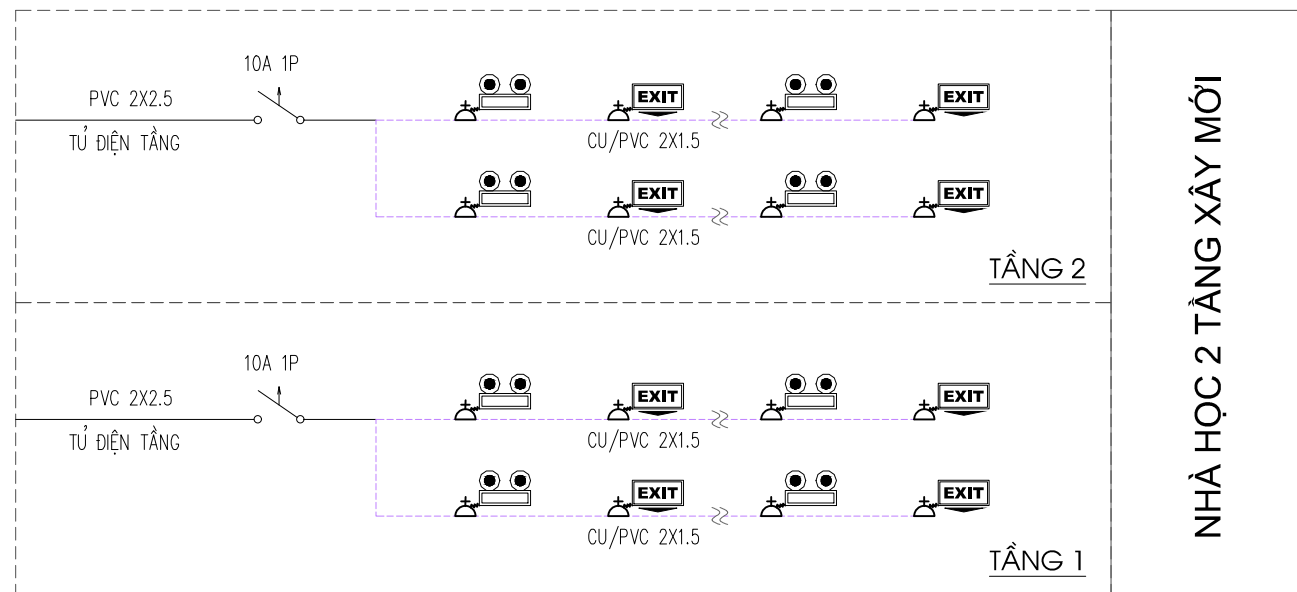 10A 1P
PVC 2X2.5
TỦ ĐIỆN TẦNG
EXIT
EXIT
CU/PVC 2X1.5
EXIT
EXIT
CU/PVC 2X1.5
TẦNG 2
10A 1P
PVC 2X2.5
TỦ ĐIỆN TẦNG
EXIT
EXIT
CU/PVC 2X1.5
EXIT
EXIT
CU/PVC 2X1.5
TẦNG 1
NHÀ HỌC 2 TẦNG XÂY MỚI